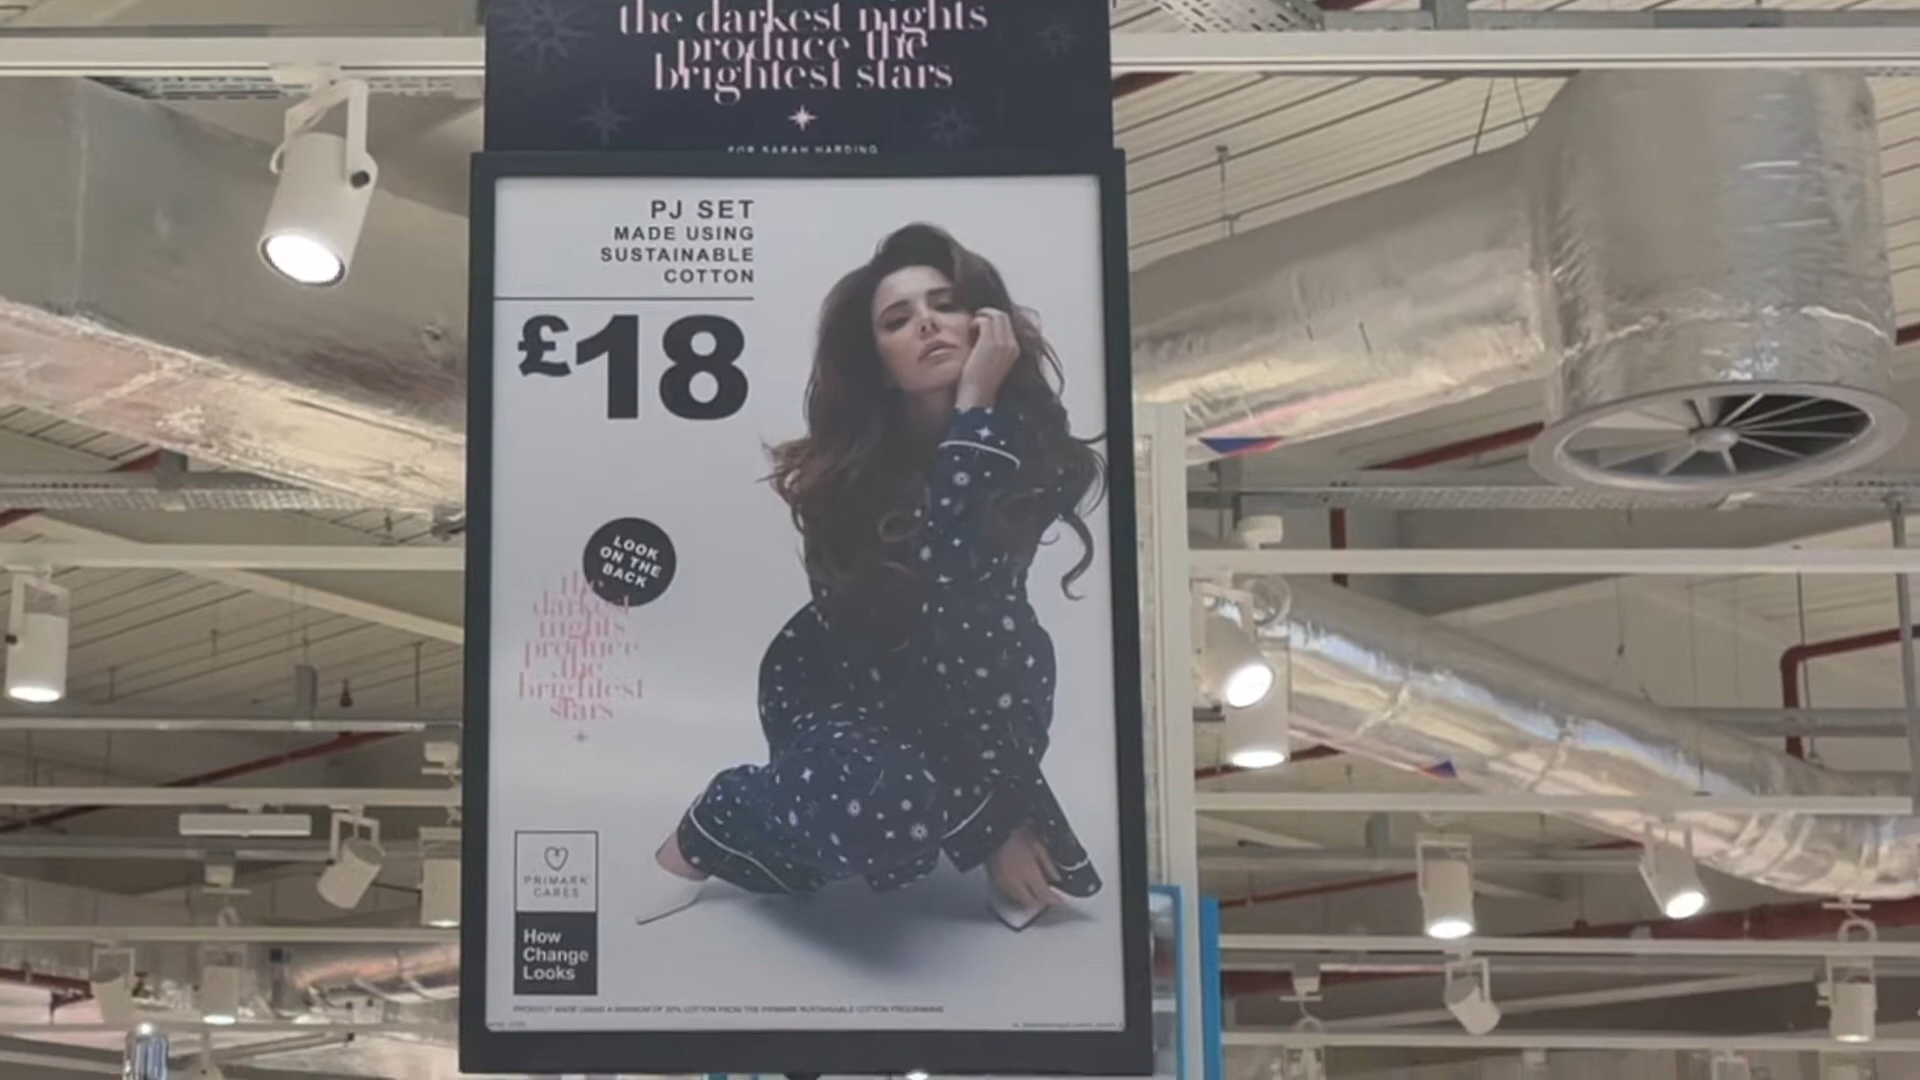 the darkest nights
produce the
brightest stars
FOR SARAH HARDING
PJ SET
MADE USING
SUSTAINABLE
COTTON
£18
LOOK
ON THE
BACK
the
darkest
nights
produce
the
brightest
stars
PRIMARK
CARES
How
Change
Looks